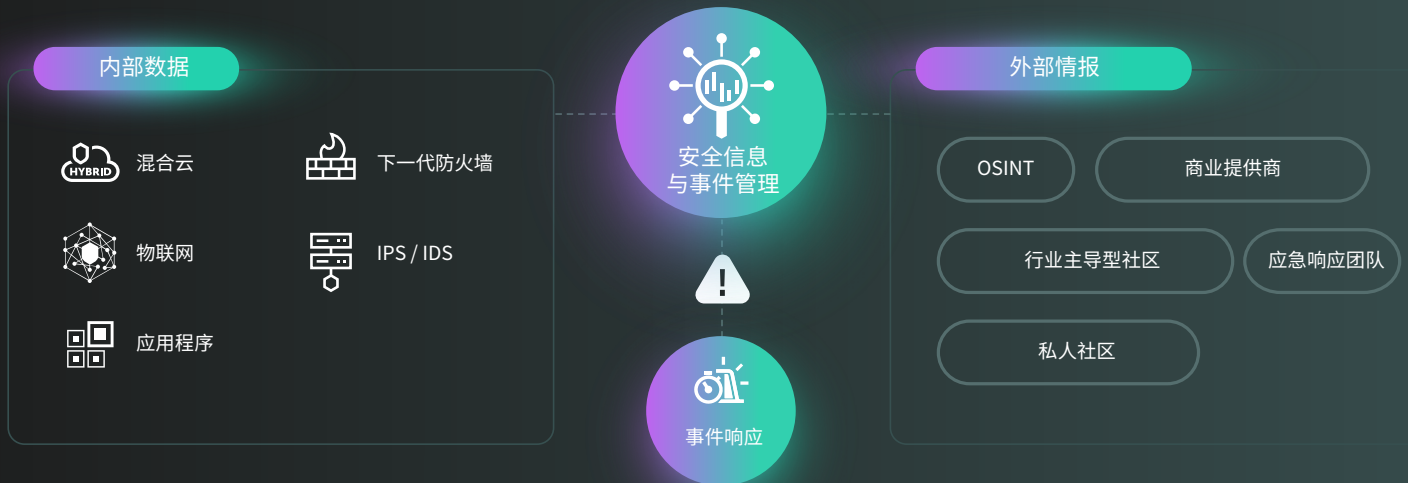 内部数据
HYBRID
混合云
下一代防火墙
物联网
IPS / IDS
应用程序
安全信息
与事件管理
!
事件响应
外部情报
OSINT
商业提供商
行业主导型社区
应急响应团队
私人社区